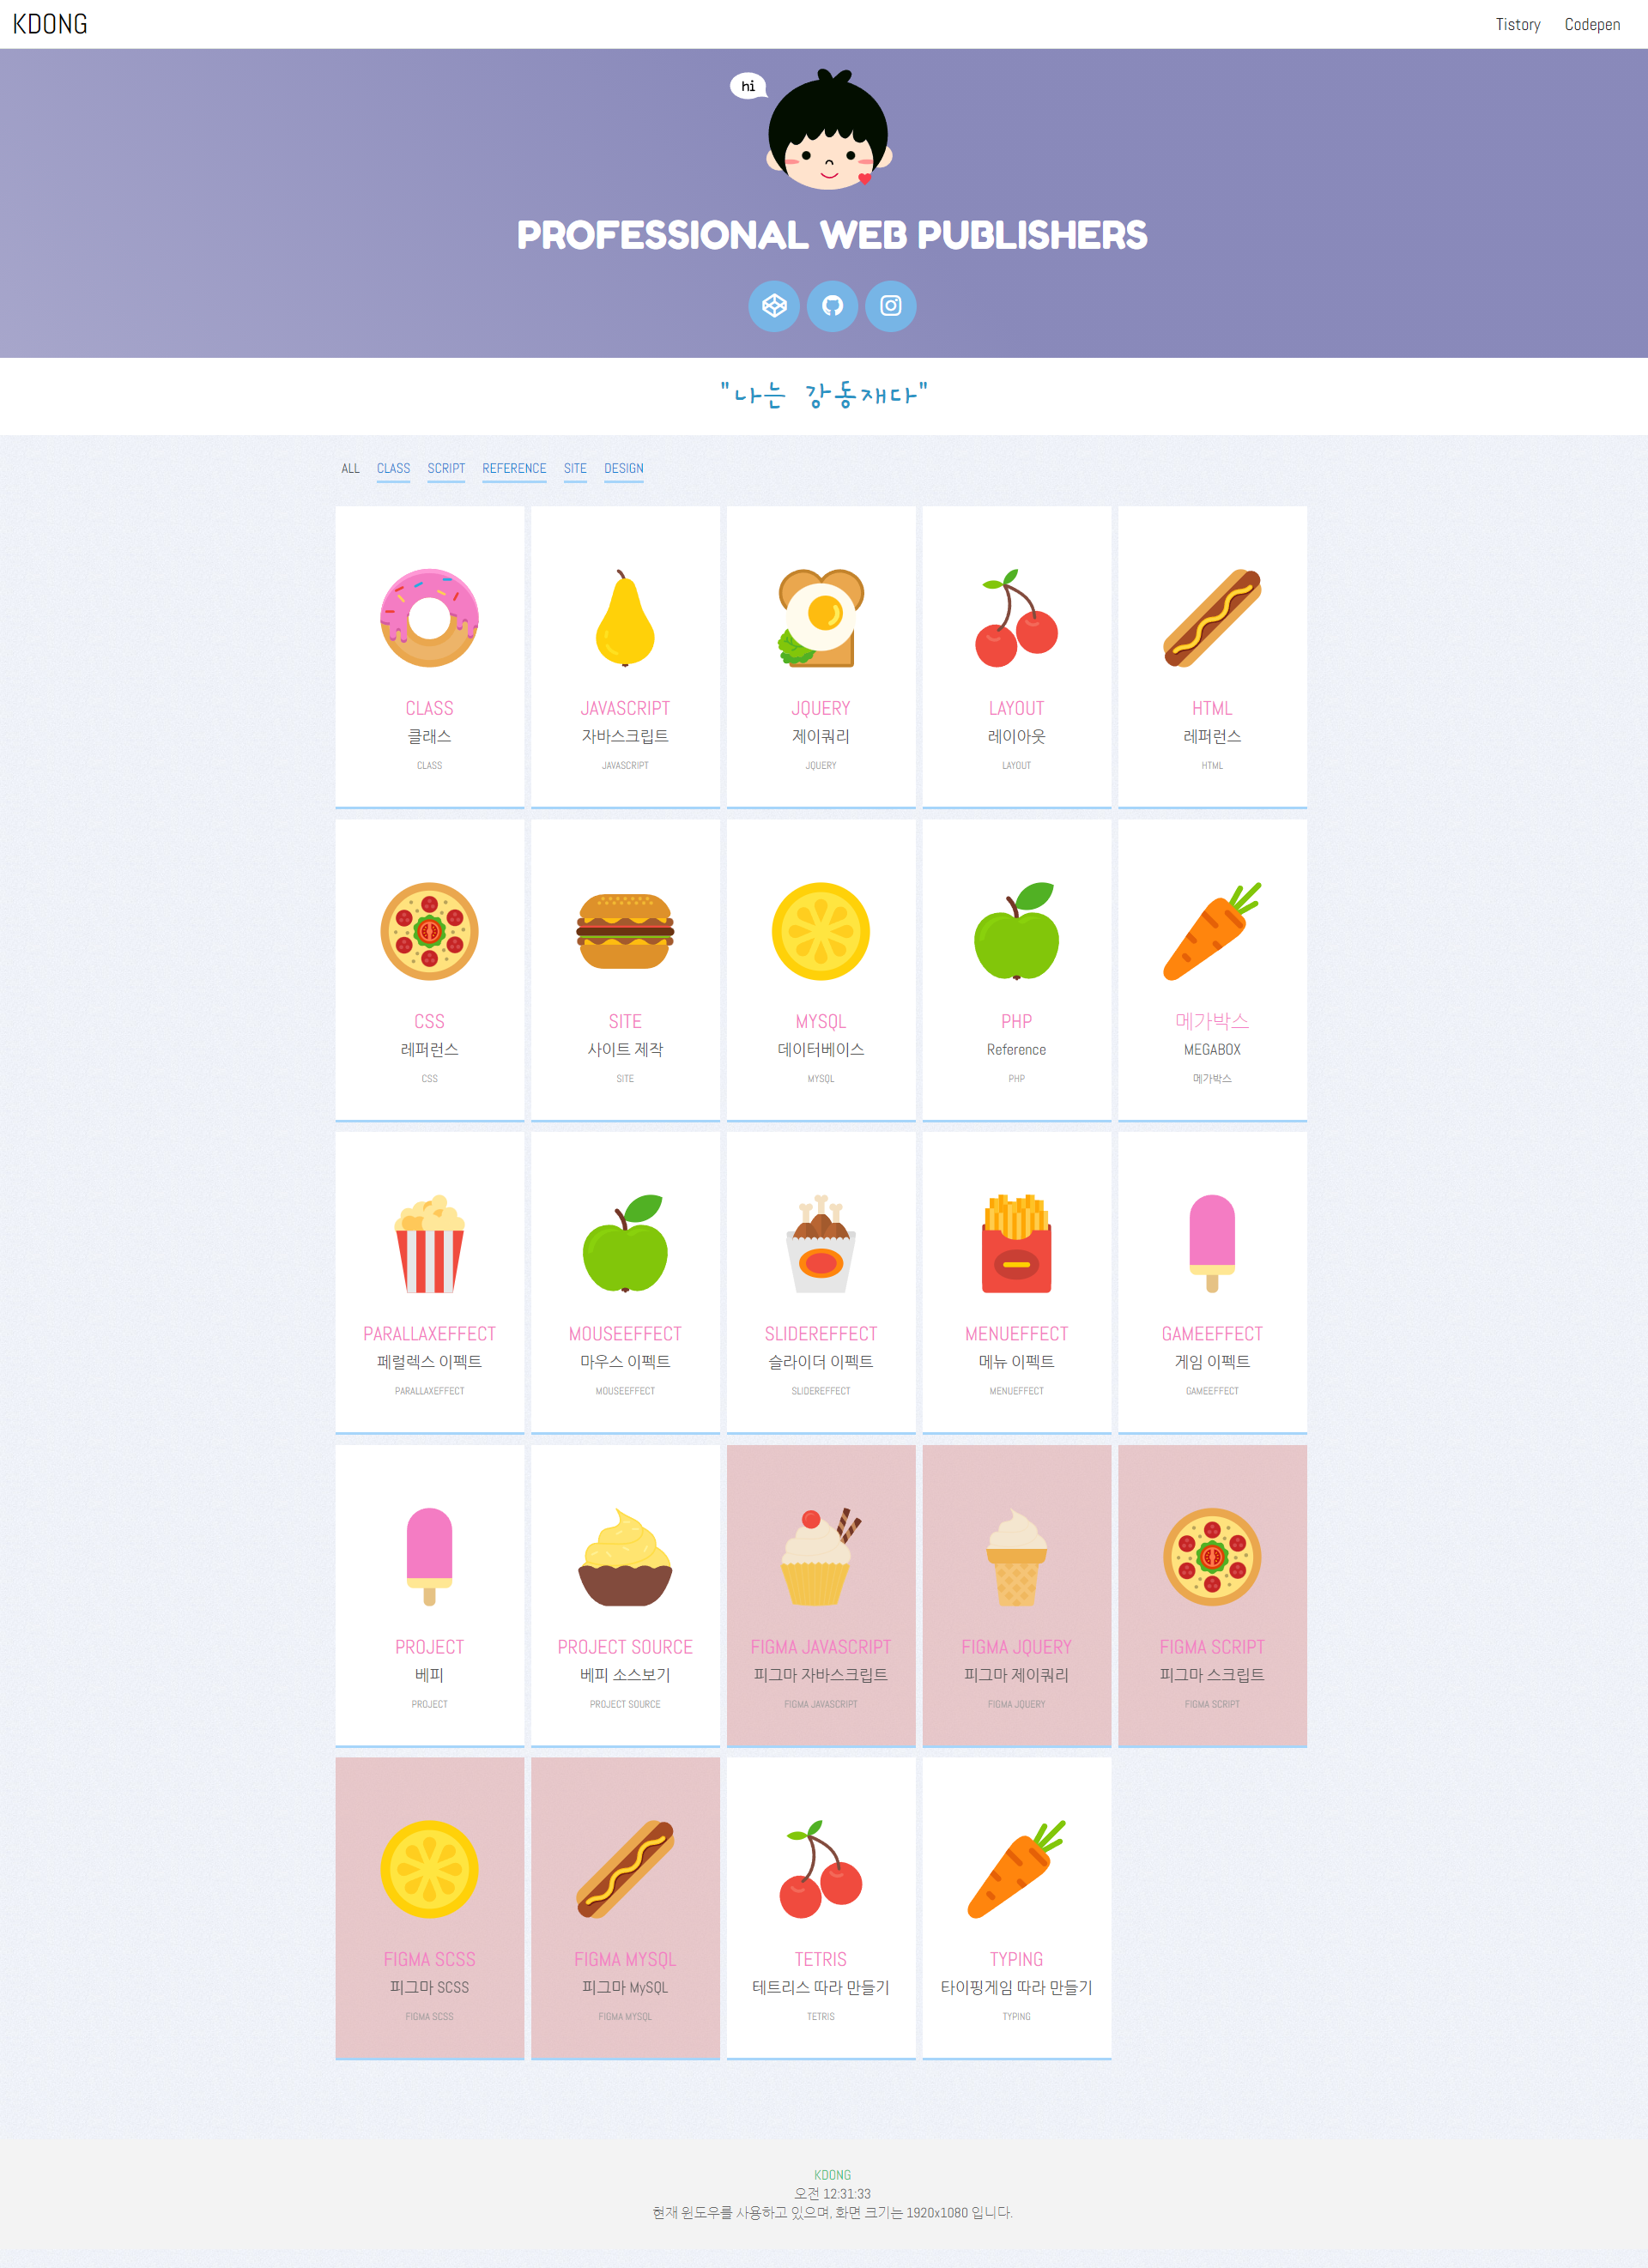 KDONG
Tistory Codepen
hi
PROFESSIONAL WEB PUBLISHERS
"나는 강동재다"
ALL CLASS SCRIPT REFERENCE SITE DESIGN
CLASS
클래스
CLASS
JAVASCRIPT
자바스크립트
JAVASCRIPT
JQUERY
제이쿼리
JQUERY
LAYOUT
레이아웃
LAYOUT
HTML
레퍼런스
HTML
CSS
레퍼런스
CSS
SITE
사이트 제작
SITE
MYSQL
데이터베이스
MYSQL
PHP
Reference
PHP
메가박스
MEGABOX
메가박스
PARALLAXEFFECT
페럴렉스 이펙트
PARALLAXEFFECT
MOUSEEFFECT
마우스 이펙트
MOUSEEFFECT
SLIDEREFFECT
슬라이더 이펙트
SLIDEREFFECT
MENUEFFECT
메뉴 이펙트
MENUEFFECT
GAMEEFFECT
게임 이펙트
GAMEEFFECT
PROJECT
베피
PROJECT
PROJECT SOURCE
베피 소스보기
PROJECT SOURCE
FIGMA JAVASCRIPT
피그마 자바스크립트
FIGMA JAVASCRIPT
FIGMA JQUERY
피그마 제이쿼리
FIGMA JQUERY
FIGMA SCRIPT
피그마 스크립트
FIGMA SCRIPT
FIGMA SCSS
피그마 SCSS
FIGMA SCSS
FIGMA MYSQL
피그마 MySQL
FIGMA MYSQL
TETRIS
테트리스 따라 만들기
TETRIS
TYPING
타이핑게임 따라 만들기
TYPING
KDONG
오전 12:31:33
현재 윈도우를 사용하고 있으며, 화면 크기는 1920x1080 입니다.